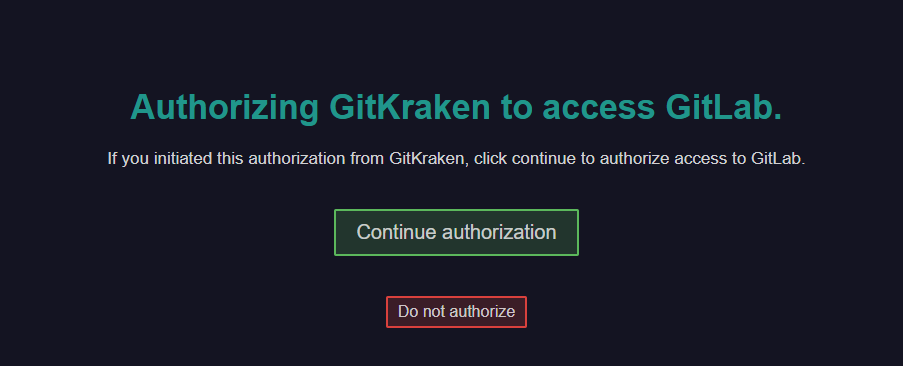 Authorizing GitKraken to access GitLab.
If you initiated this authorization from GitKraken, click continue to authorize access to GitLab.
Continue authorization
Do not authorize